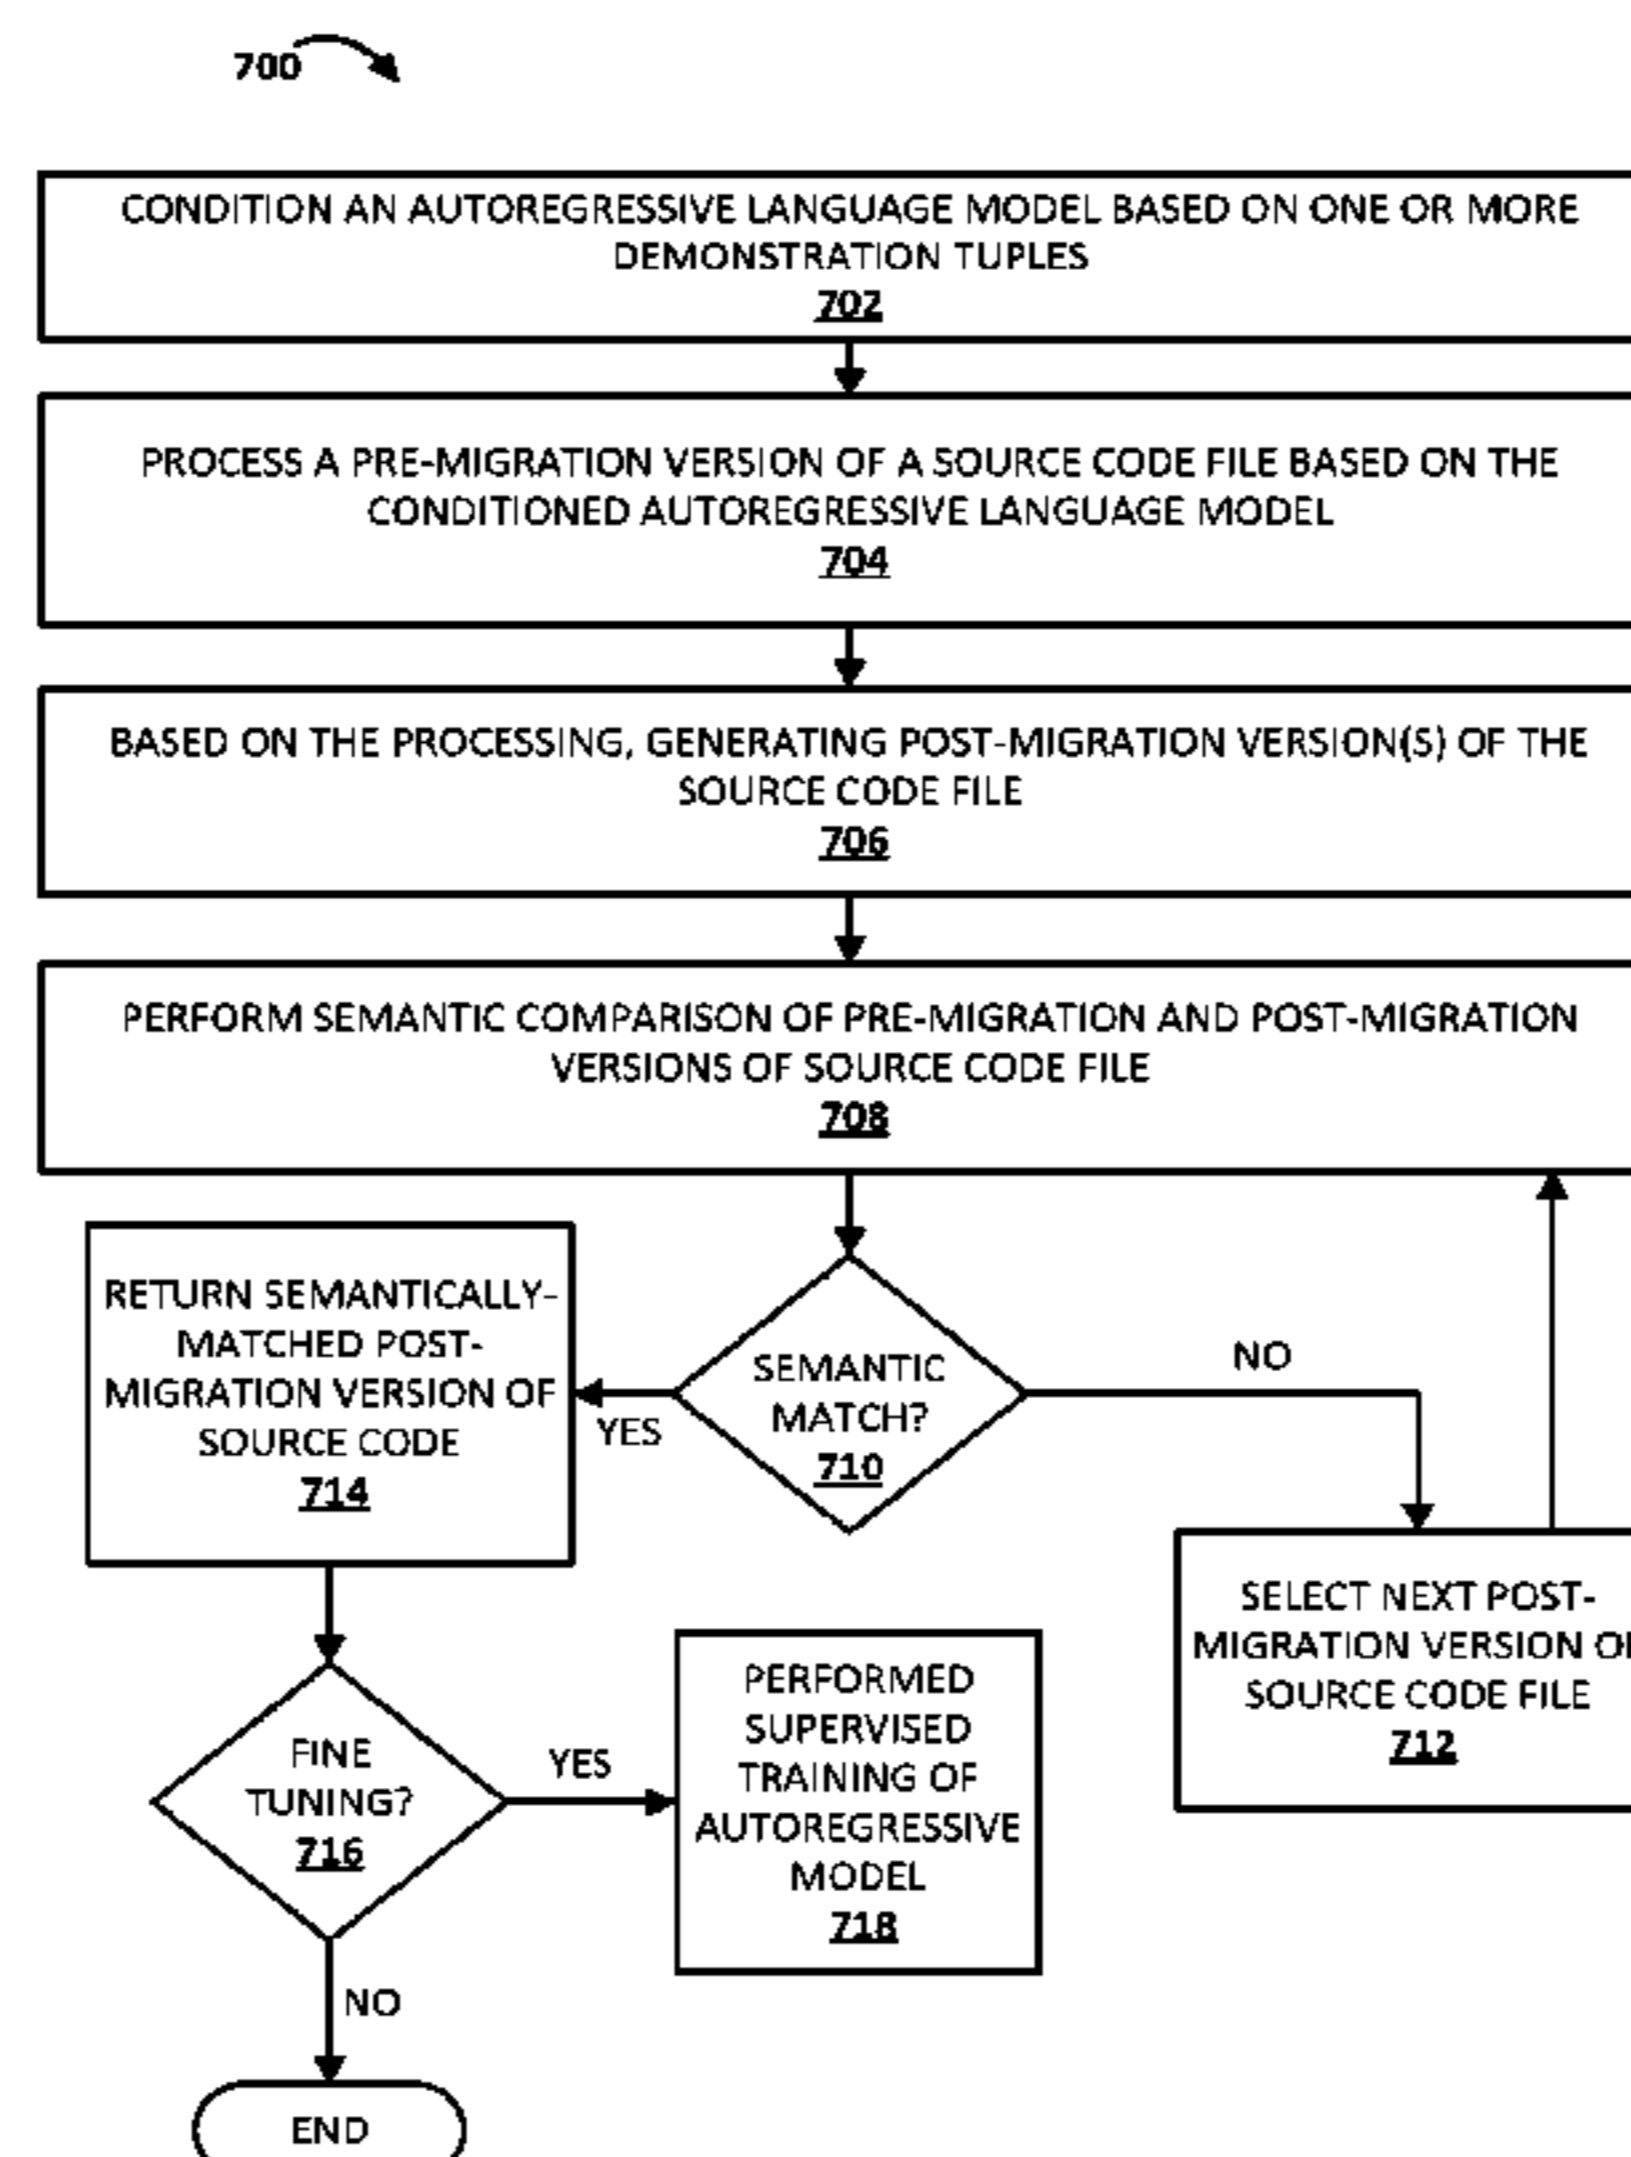 700
CONDITION AN AUTOREGRESSIVE LANGUAGE MODEL BASED ON ONE OR MORE
DEMONSTRATION TUPLES
702
PROCESS A PRE-MIGRATION VERSION OF A SOURCE CODE FILE BASED ON THE
CONDITIONED AUTOREGRESSIVE LANGUAGE MODEL
704
BASED ON THE PROCESSING, GENERATING POST-MIGRATION VERSION(S) OF THE
SOURCE CODE FILE
706
PERFORM SEMANTIC COMPARISON OF PRE-MIGRATION AND POST-MIGRATION
VERSIONS OF SOURCE CODE FILE
708
RETURN SEMANTICALLY-
MATCHED POST-
MIGRATION VERSION OF
SOURCE CODE
714
YES
SEMANTIC
MATCH?
710
NO
SELECT NEXT POST-
MIGRATION VERSION
SOURCE CODE FILE
712
FINE
TUNING?
716
YES
PERFORMED
SUPERVISED
TRAINING OF
AUTOREGRESSIVE
MODEL
718
NO
END